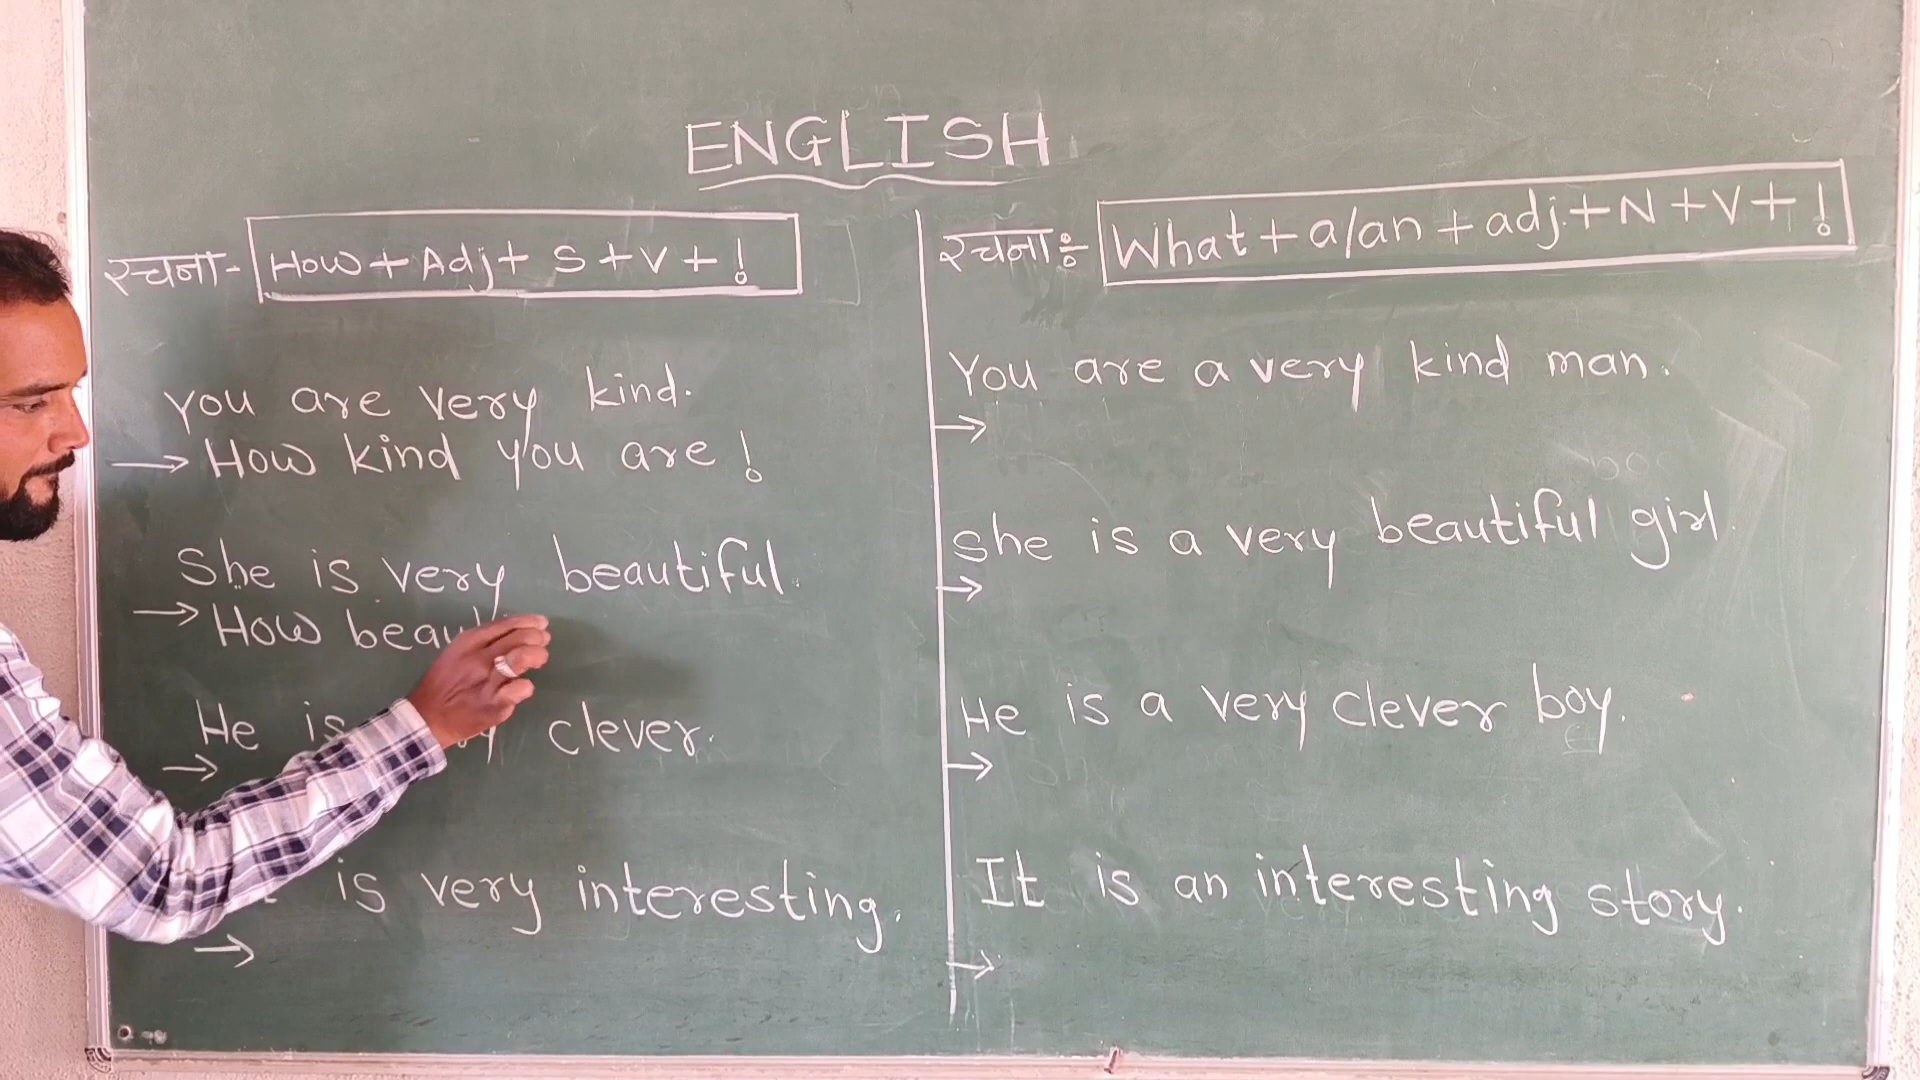 ENGLISH
रचना- How + Adj + S + V + !
You are very kind.
→ How kind you are !
She is very beautiful.
→ How
He is clever.
→
is very interesting.
→
रचना÷ What + a/an + adj. + N + V + !
You are a very kind man.
→
She is a very beautiful girl.
→
He is a very clever boy.
→
It is an interesting story.
→